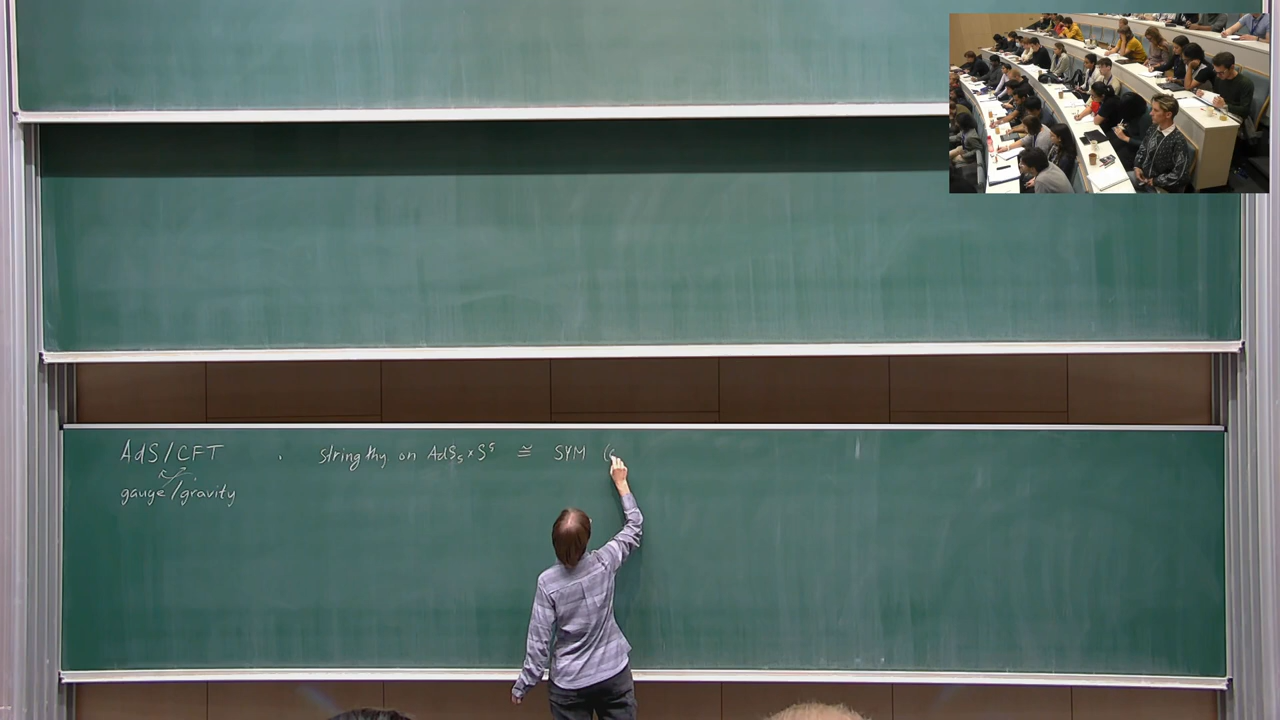 AdS/CFT · string thy on AdS₅×S⁵ ≅ SYM (
gauge/gravity